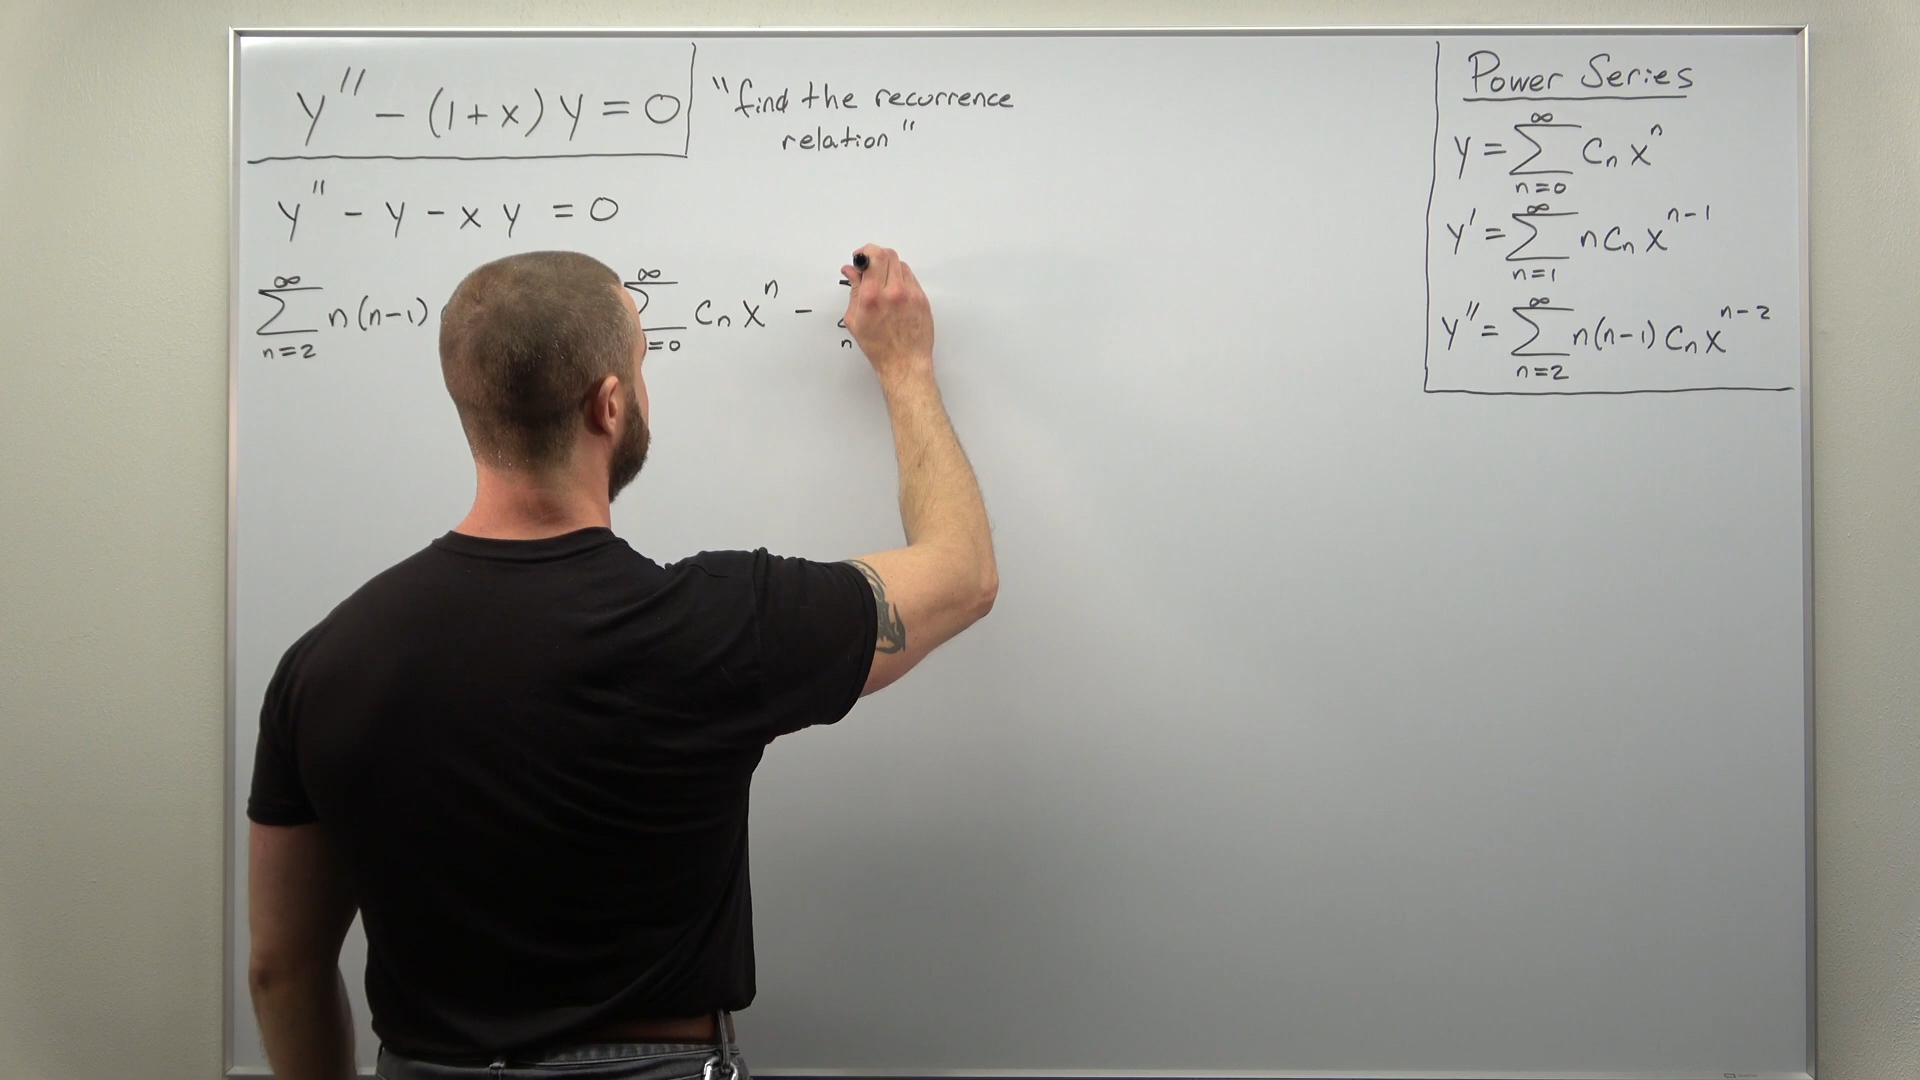 y'' - (1+x) y = 0
"find the recurrence
relation"
y'' - y - x y = 0
∞ ∞
∑ n(n-1) ∑ cₙ xⁿ -
n=2 =0 n
Power Series
∞
y = ∑ cₙ xⁿ
n=0
∞
y' = ∑ n cₙ xⁿ⁻¹
n=1
∞
y'' = ∑ n(n-1) cₙ xⁿ⁻²
n=2